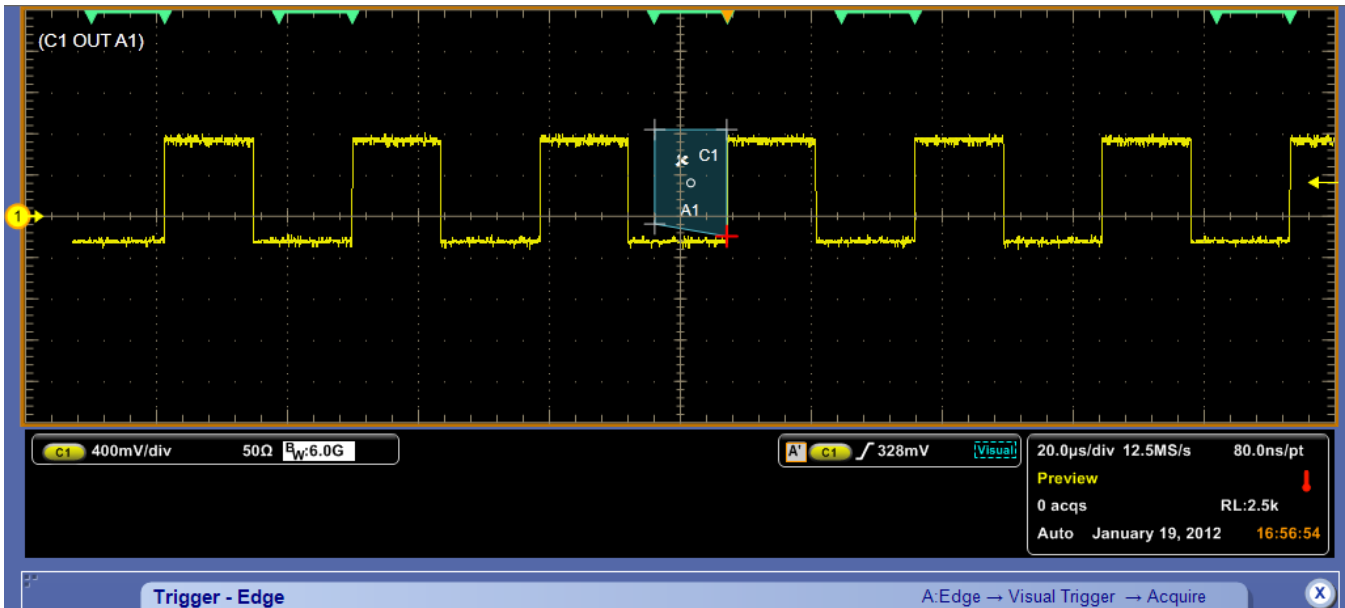 (C1 OUT A1)
C1
A1
1
C1 400mV/div 50Ω BW:6.0G
A' C1 328mV Visual
20.0µs/div 12.5MS/s 80.0ns/pt
Preview
0 acqs RL:2.5k
Auto January 19, 2012 16:56:54
Trigger - Edge A:Edge → Visual Trigger → Acquire X